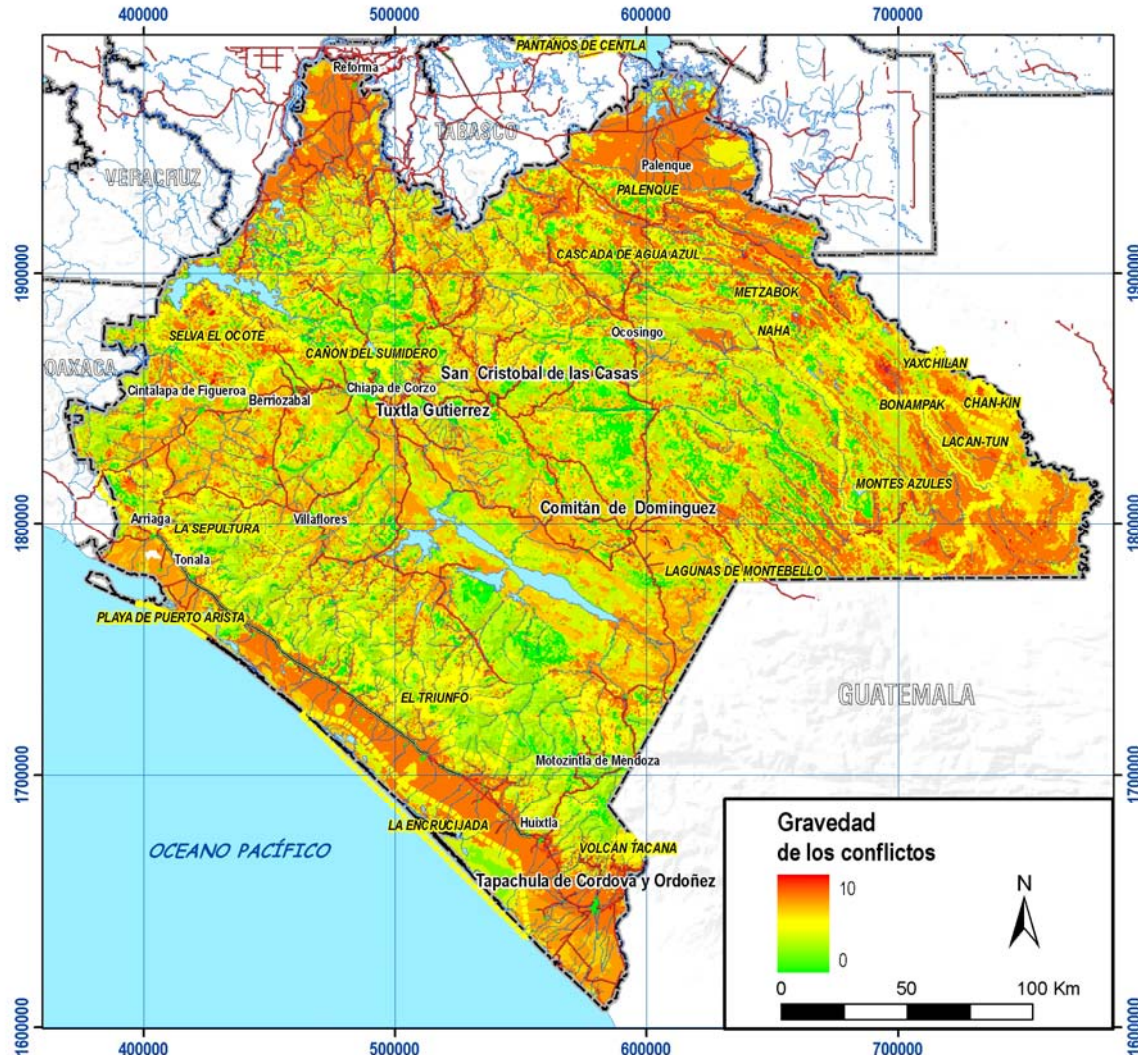 400000
500000
600000
700000
PANTANOS DE CENTLA
Reforma
TABASCO
VERACRUZ
Palenque
PALENQUE
1900000
1900000
CASCADA DE AGUA AZUL
METZABOK
SELVA EL OCOTE
NAHA
Ocosingo
OAXACA
CAÑON DEL SUMIDERO
YAXCHILAN
San Cristobal de las Casas
Cintalapa de Figueroa
Chiapa de Corzo
Berriozabal
BONAMPAK
CHAN-KIN
Tuxtla Gutierrez
LACAN-TUN
MONTES AZULES
Comitán de Dominguez
Arriaga
LA SEPULTURA
Villaflores
1800000
1800000
Tonala
LAGUNAS DE MONTEBELLO
PLAYA DE PUERTO ARISTA
GUATEMALA
EL TRIUNFO
Motozintla de Mendoza
1700000
1700000
LA ENCRUCIJADA
Huixtla
OCEANO PACÍFICO
VOLCAN TACANA
Tapachula de Cordova y Ordoñez
Gravedad
de los conflictos
10
0
N
0 50 100 Km
1600000
1600000
400000
500000
600000
700000